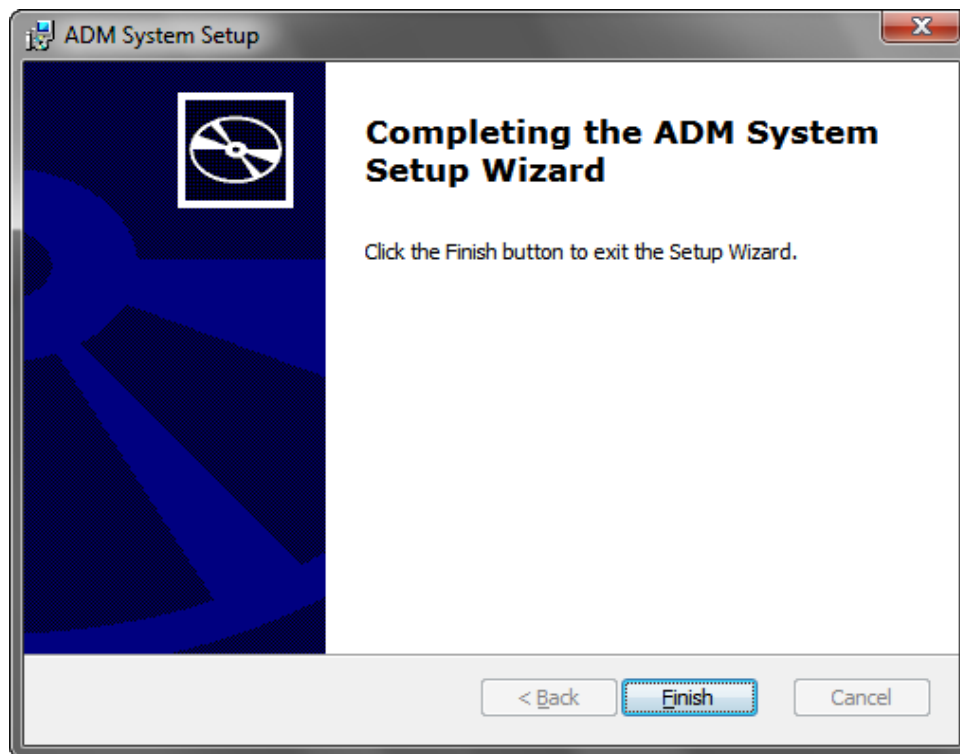 ADM System Setup
Completing the ADM System
Setup Wizard
Click the Finish button to exit the Setup Wizard.
< Back
Finish
Cancel